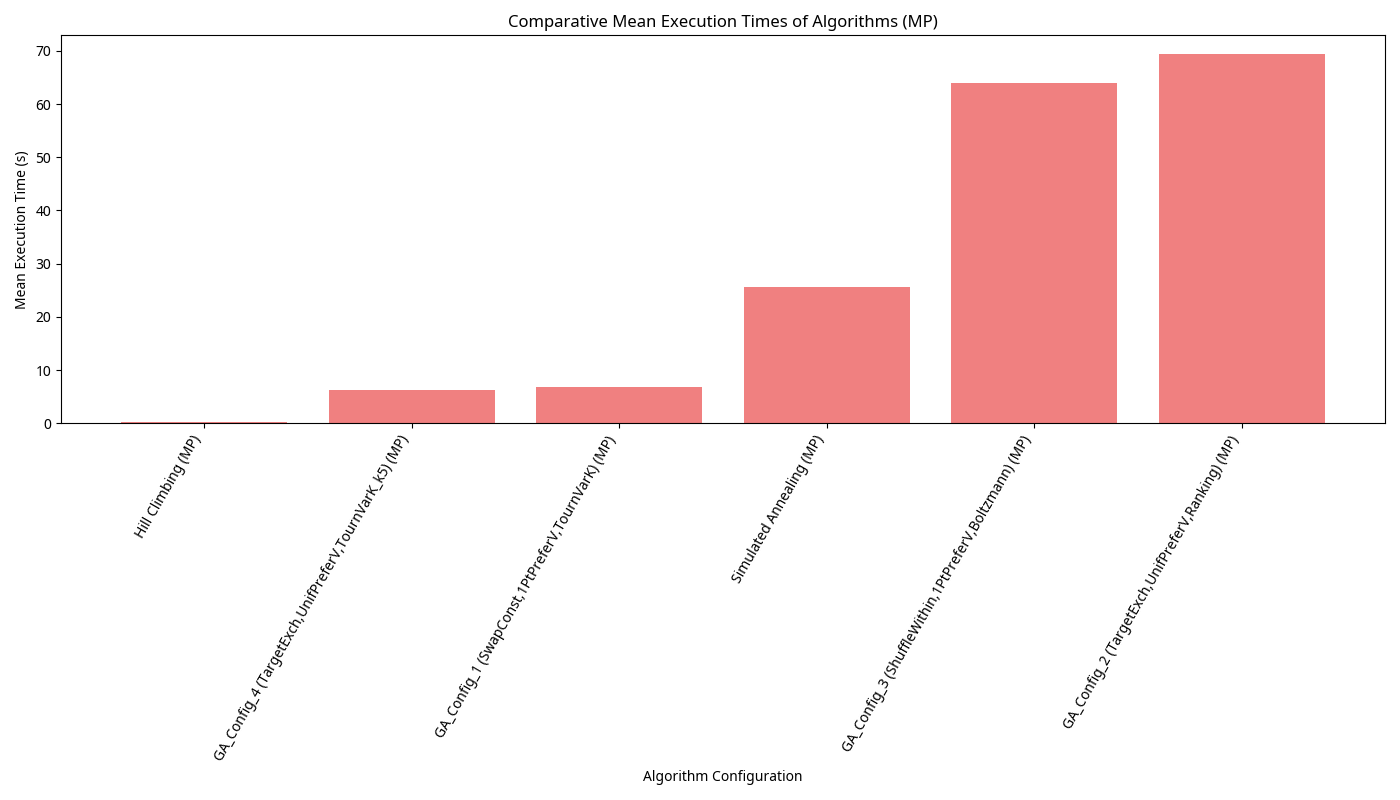 Comparative Mean Execution Times of Algorithms (MP)
Mean Execution Time (s)
70
60
50
40
30
20
10
0
Hill Climbing (MP)
GA_Config_4 (TargetExch,UnifPreferV,TournVarK_k5) (MP)
GA_Config_1 (SwapConst,1PtPreferV,TournVarK) (MP)
Simulated Annealing (MP)
GA_Config_3 (ShuffleWithin,1PtPreferV,Boltzmann) (MP)
GA_Config_2 (TargetExch,UnifPreferV,Ranking) (MP)
Algorithm Configuration